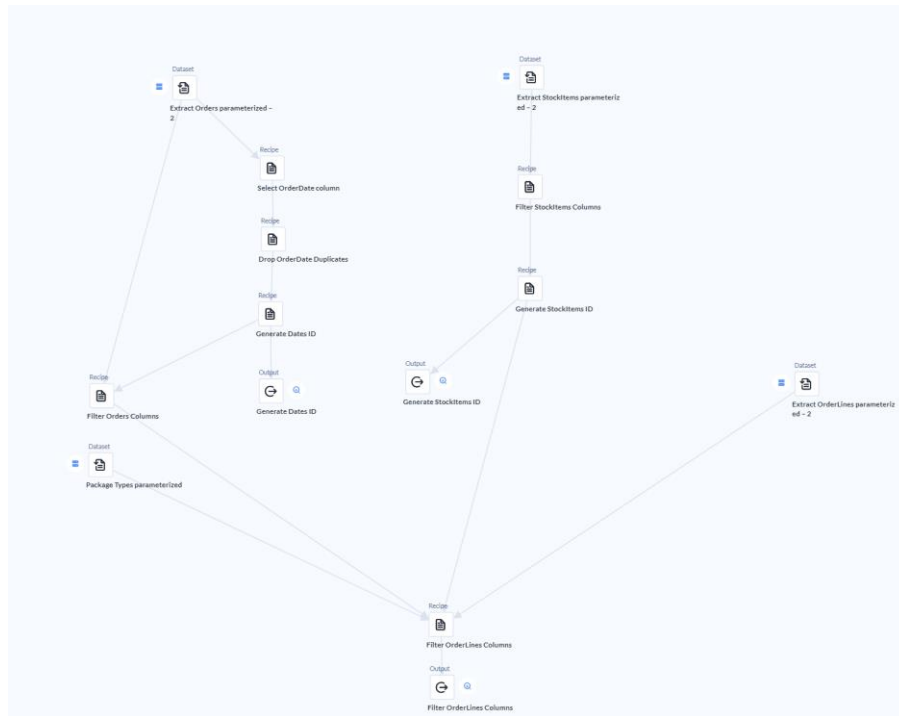 Dataset
Extract Orders parameterized –
2
Dataset
Extract StockItems parameteriz
ed – 2
Recipe
Select OrderDate column
Recipe
Filter StockItems Columns
Recipe
Drop OrderDate Duplicates
Recipe
Generate StockItems ID
Recipe
Generate Dates ID
Output
Generate StockItems ID
Dataset
Extract OrderLines parameteriz
ed – 2
Output
Generate Dates ID
Recipe
Filter Orders Columns
Dataset
Package Types parameterized
Recipe
Filter OrderLines Columns
Output
Filter OrderLines Columns